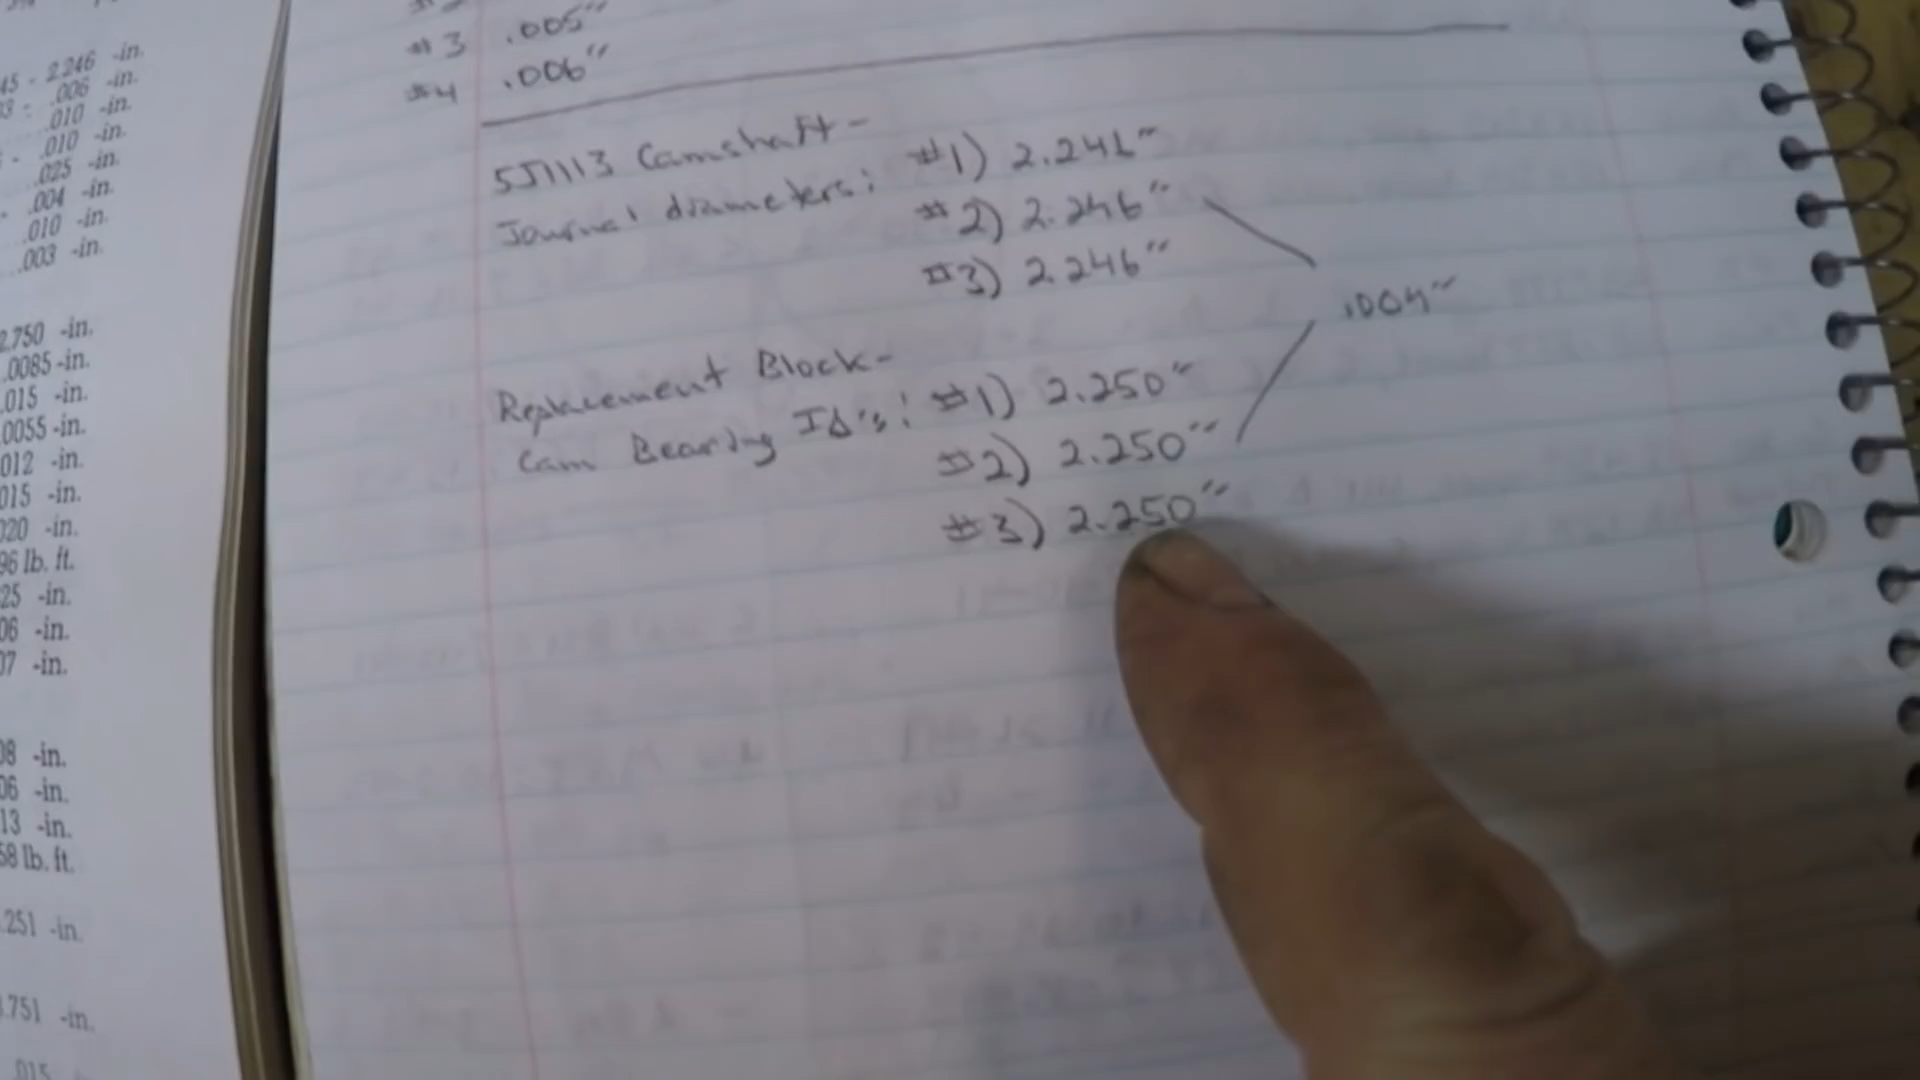 45 - 2.246 -in.
03 - .006 -in.
.010 -in.
- .010 -in.
.025 -in.
- .004 -in.
.010 -in.
.003 -in.
2.750 -in.
.0085 -in.
.015 -in.
.0055 -in.
012 -in.
015 -in.
020 -in.
96 lb. ft.
25 -in.
06 -in.
07 -in.
08 -in.
06 -in.
13 -in.
58 lb. ft.
.251 -in.
.751 -in.
.015
#3 .005"
#4 .006"
5J1113 Camshaft-
Journal diameters: #1) 2.246"
#2) 2.246"
#3) 2.246"
.004"
Replacement Block-
Cam Bearing Id's: #1) 2.250"
#2) 2.250"
#3) 2.250"